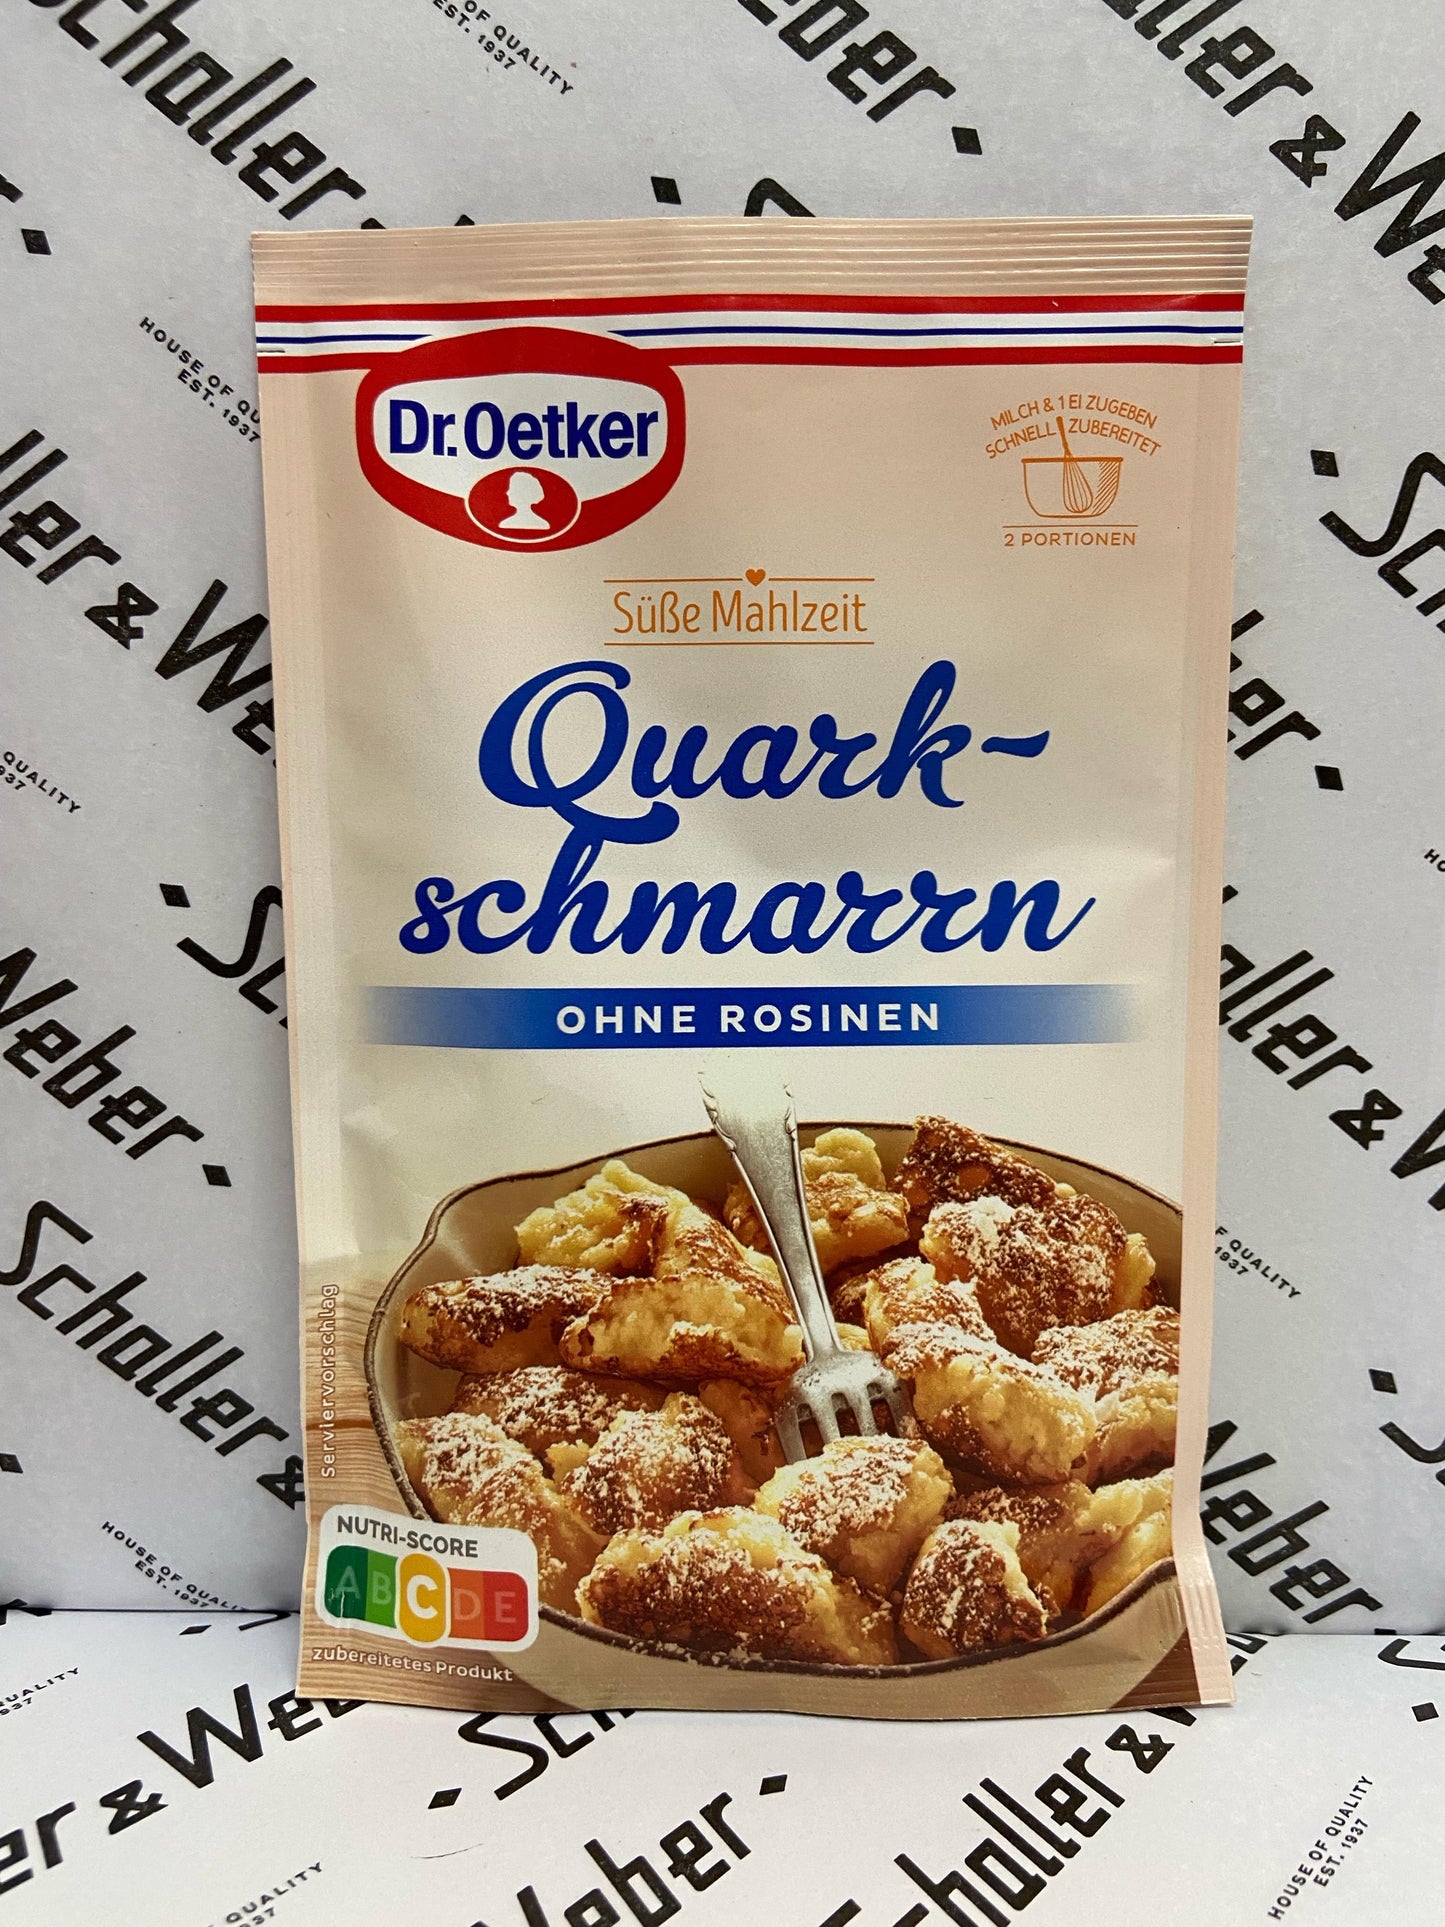 Schaller & Weber
HOUSE OF QUALITY
EST. 1937
Dr. Oetker
MILCH & 1 EI ZUGEBEN
SCHNELL ZUBEREITET
2 PORTIONEN
Süße Mahlzeit
Quark-
schmarrn
OHNE ROSINEN
Serviervorschlag
NUTRI-SCORE
A B C D E
zubereitetes Produkt